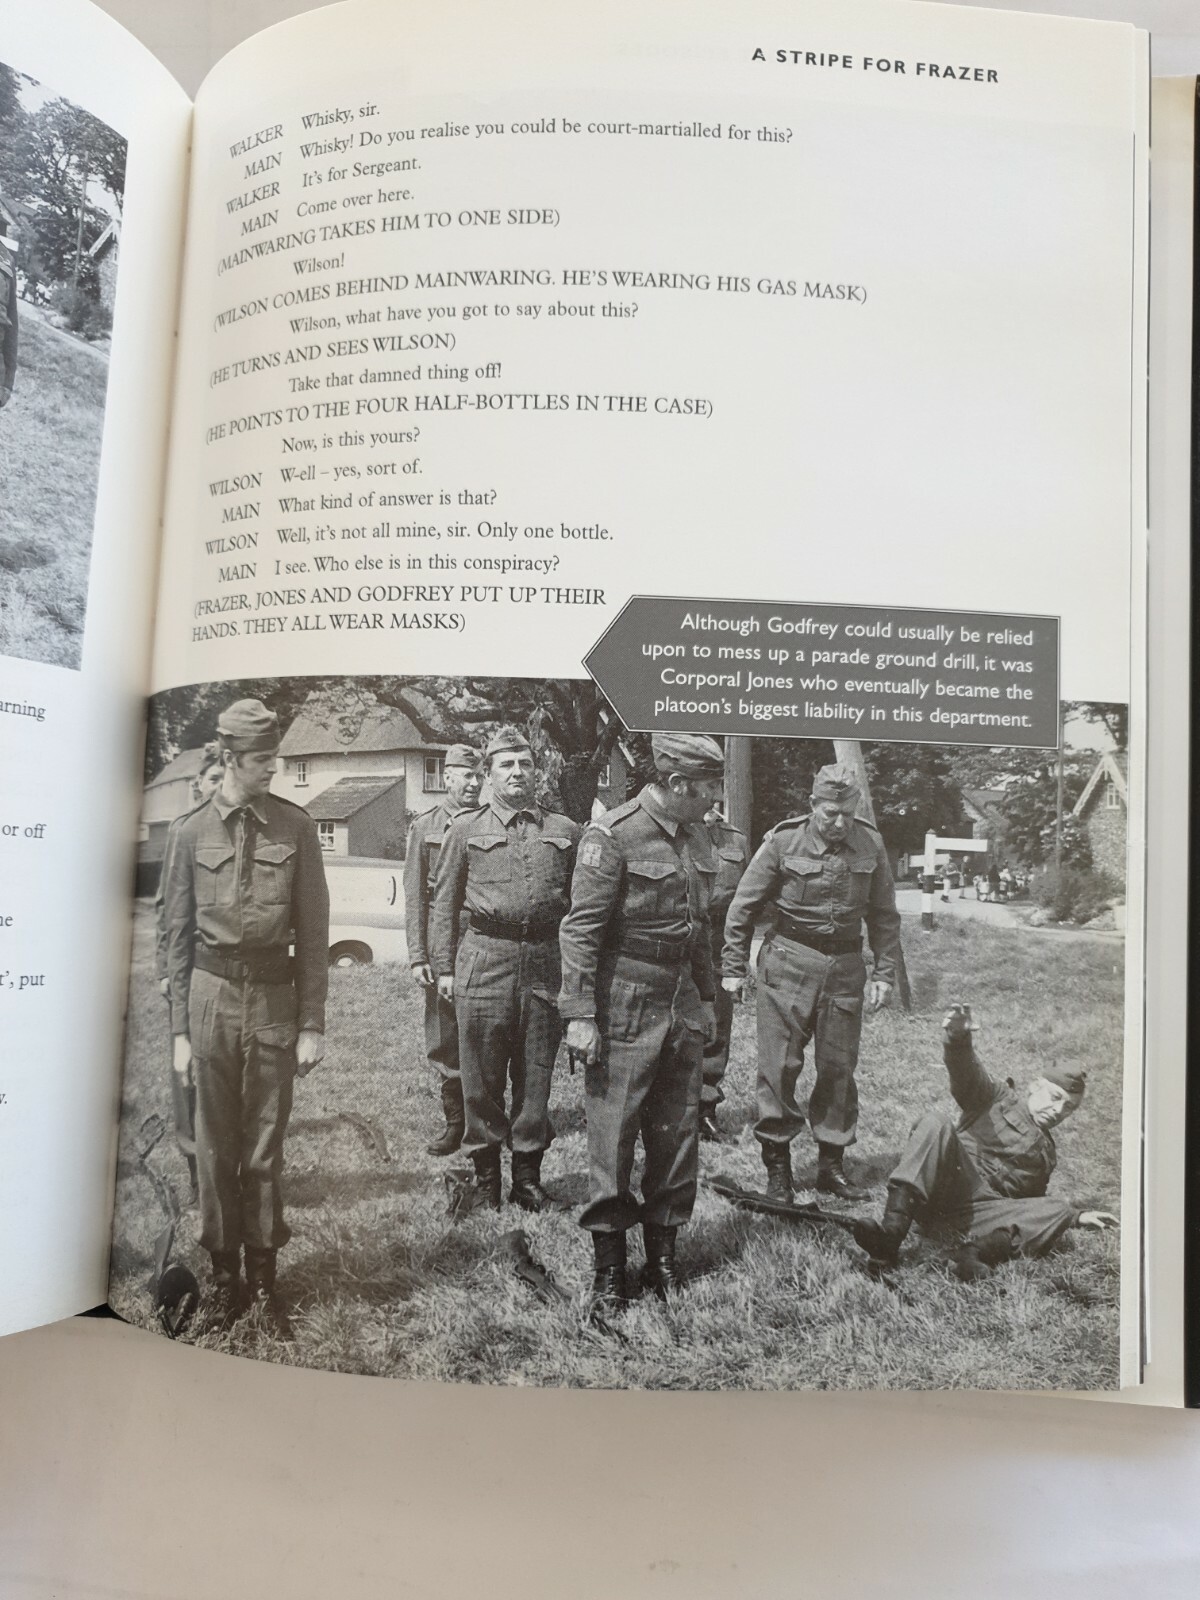 arning
or off
he
t', put
w.
A STRIPE FOR FRAZER
WALKER Whisky, sir.
MAIN Whisky! Do you realise you could be court-martialled for this?
WALKER It's for Sergeant.
MAIN Come over here.
(MAINWARING TAKES HIM TO ONE SIDE)
Wilson!
(WILSON COMES BEHIND MAINWARING. HE'S WEARING HIS GAS MASK)
Wilson, what have you got to say about this?
(HE TURNS AND SEES WILSON)
Take that damned thing off!
(HE POINTS TO THE FOUR HALF-BOTTLES IN THE CASE)
Now, is this yours?
WILSON W-ell – yes, sort of.
MAIN What kind of answer is that?
WILSON Well, it's not all mine, sir. Only one bottle.
MAIN I see. Who else is in this conspiracy?
(FRAZER, JONES AND GODFREY PUT UP THEIR
HANDS. THEY ALL WEAR MASKS)
Although Godfrey could usually be relied
upon to mess up a parade ground drill, it was
Corporal Jones who eventually became the
platoon's biggest liability in this department.